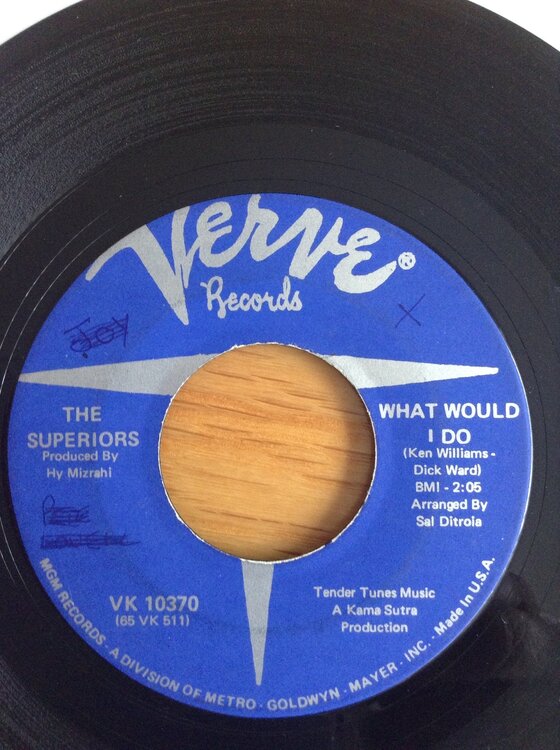 Verve®
Records
Joy
X
THE
SUPERIORS
Produced By
Hy Mizrahi
WHAT WOULD
I DO
(Ken Williams -
Dick Ward)
BMI - 2:05
Arranged By
Sal Ditroia
VK 10370
(65 VK 511)
Tender Tunes Music
A Kama Sutra
Production
MGM RECORDS - A DIVISION OF METRO - GOLDWYN - MAYER - INC. - Made In U.S.A.